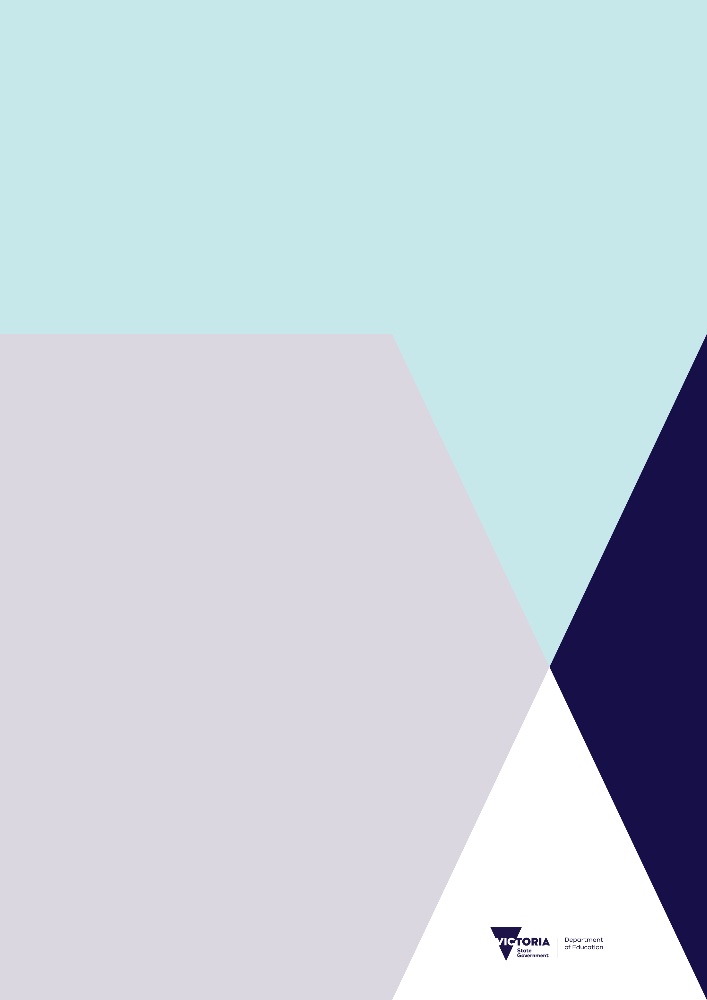 VICTORIA
State
Government
Department
of Education